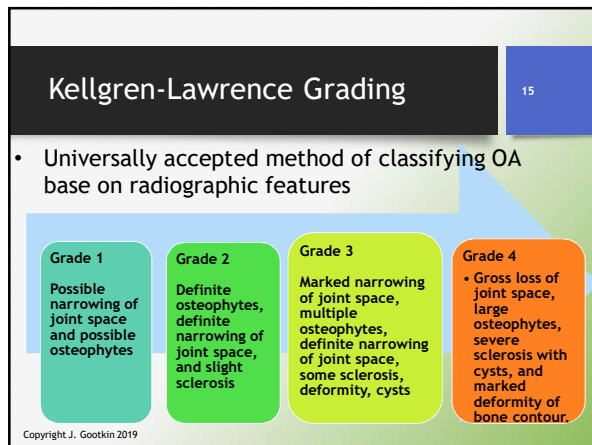 Kellgren-Lawrence Grading
15
• Universally accepted method of classifying OA
base on radiographic features
Grade 1
Possible
narrowing of
joint space
and possible
osteophytes
Grade 2
Definite
osteophytes,
definite
narrowing of
joint space,
and slight
sclerosis
Grade 3
Marked narrowing
of joint space,
multiple
osteophytes,
definite narrowing
of joint space,
some sclerosis,
deformity, cysts
Grade 4
• Gross loss of
joint space,
large
osteophytes,
severe
sclerosis with
cysts, and
marked
deformity of
bone contour.
Copyright J. Gootkin 2019